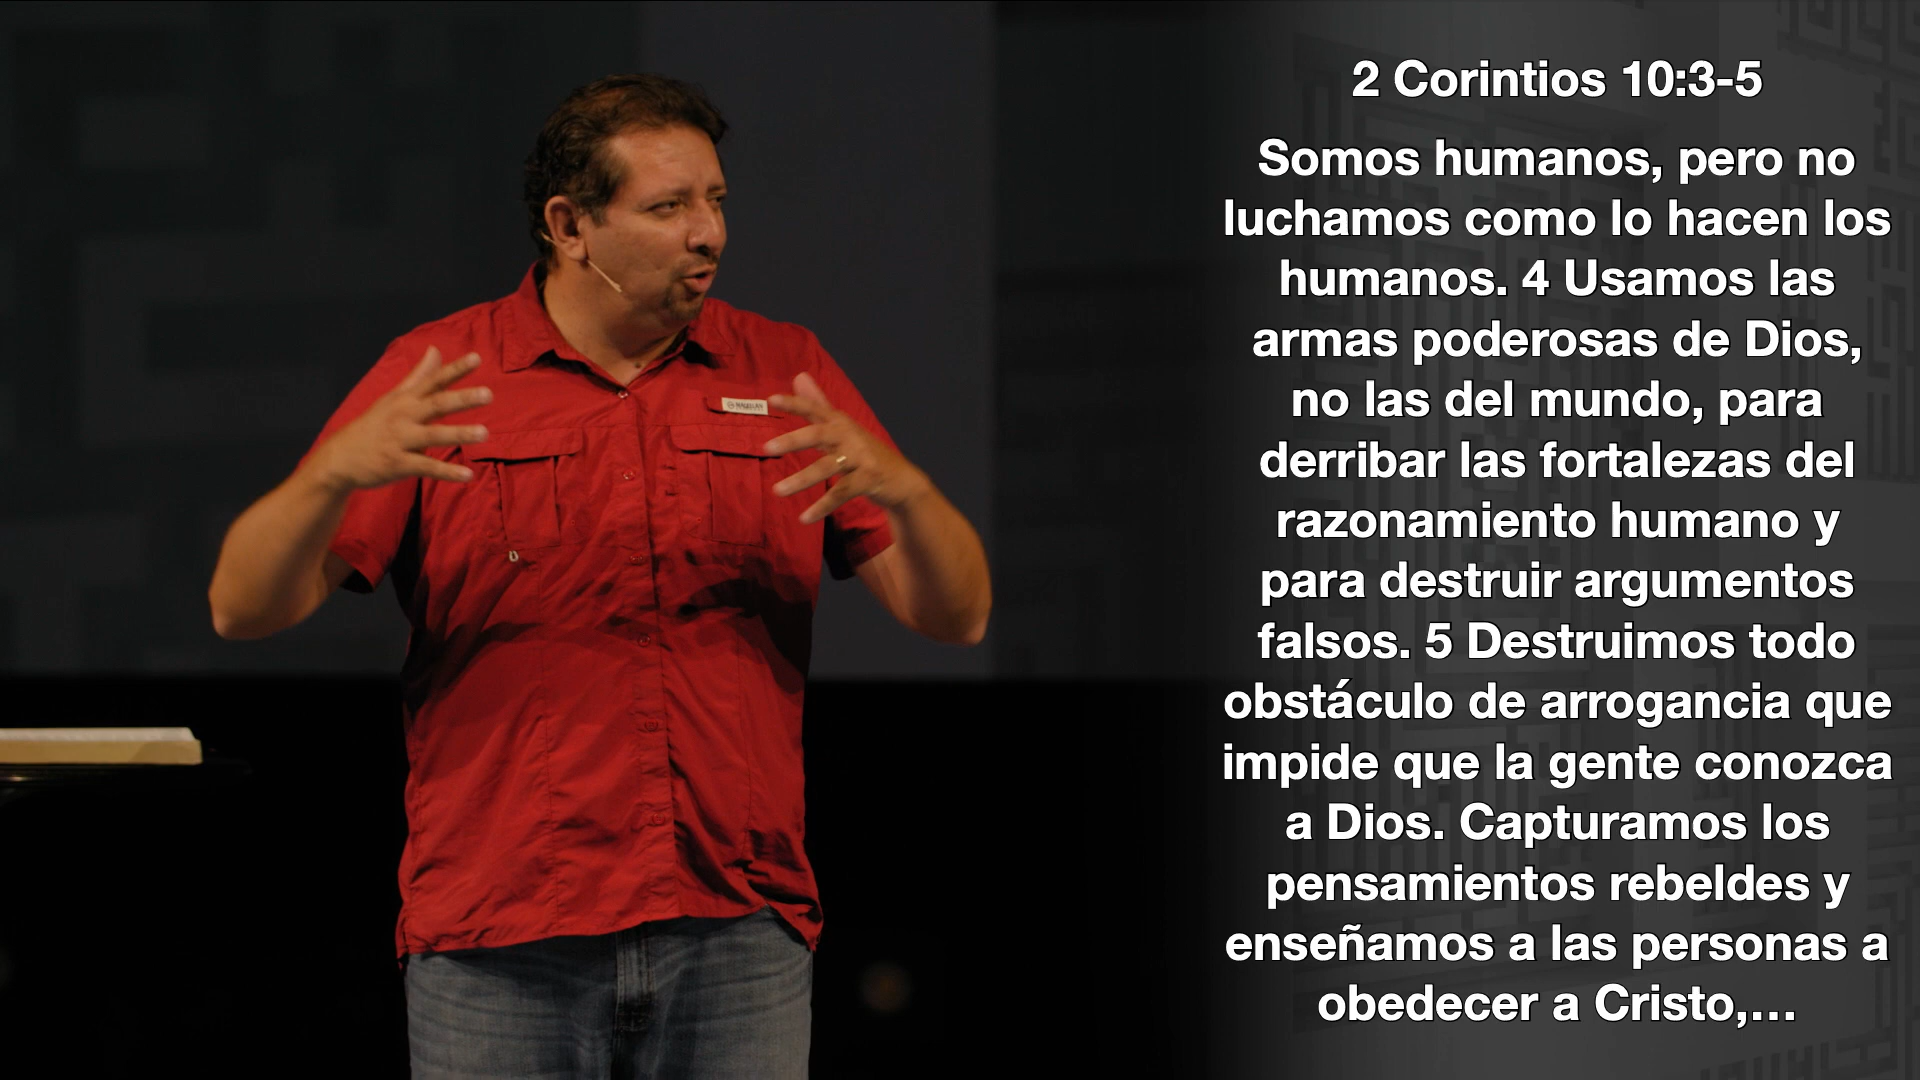 2 Corintios 10:3-5
Somos humanos, pero no
luchamos como lo hacen los
humanos. 4 Usamos las
armas poderosas de Dios,
no las del mundo, para
derribar las fortalezas del
razonamiento humano y
para destruir argumentos
falsos. 5 Destruimos todo
obstáculo de arrogancia que
impide que la gente conozca
a Dios. Capturamos los
pensamientos rebeldes y
enseñamos a las personas a
obedecer a Cristo,...
MAGELLAN